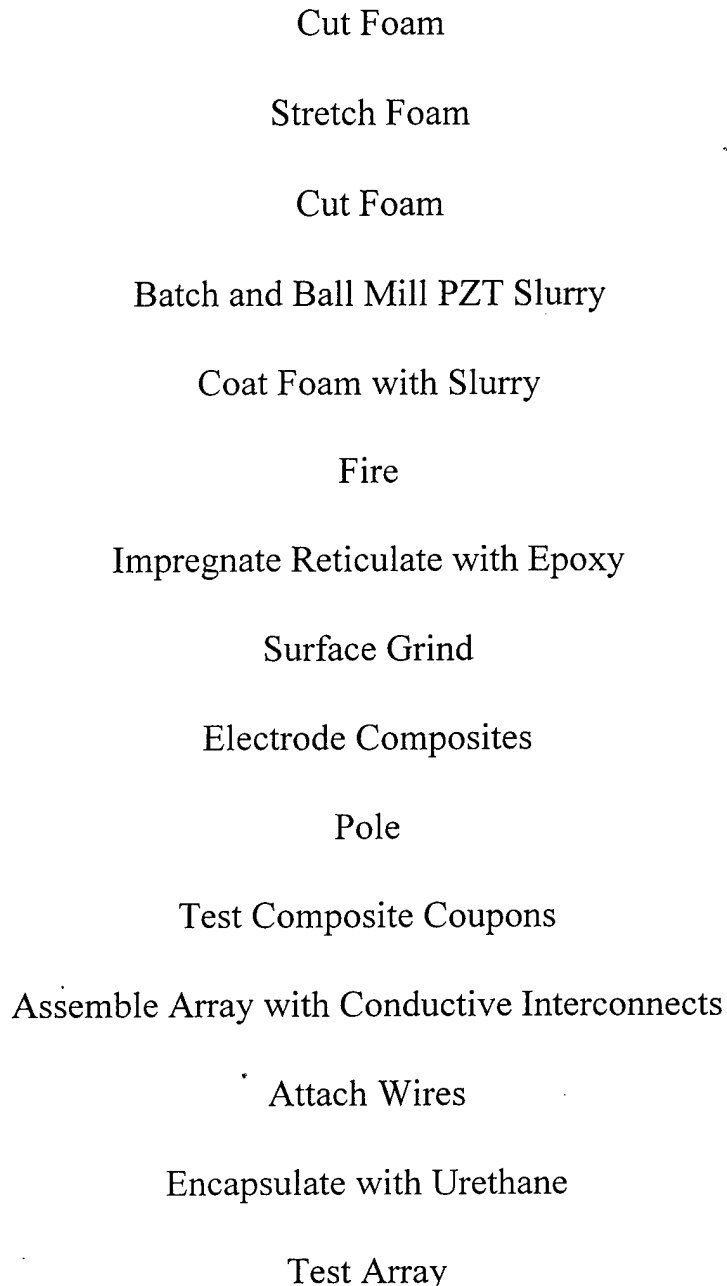 Cut Foam
Stretch Foam
Cut Foam
Batch and Ball Mill PZT Slurry
Coat Foam with Slurry
Fire
Impregnate Reticulate with Epoxy
Surface Grind
Electrode Composites
Pole
Test Composite Coupons
Assemble Array with Conductive Interconnects
Attach Wires
Encapsulate with Urethane
Test Array